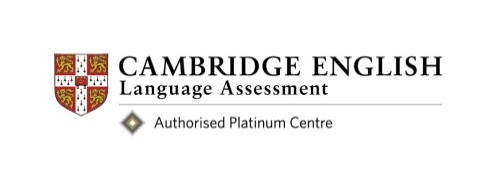 CAMBRIDGE ENGLISH
Language Assessment
Authorised Platinum Centre